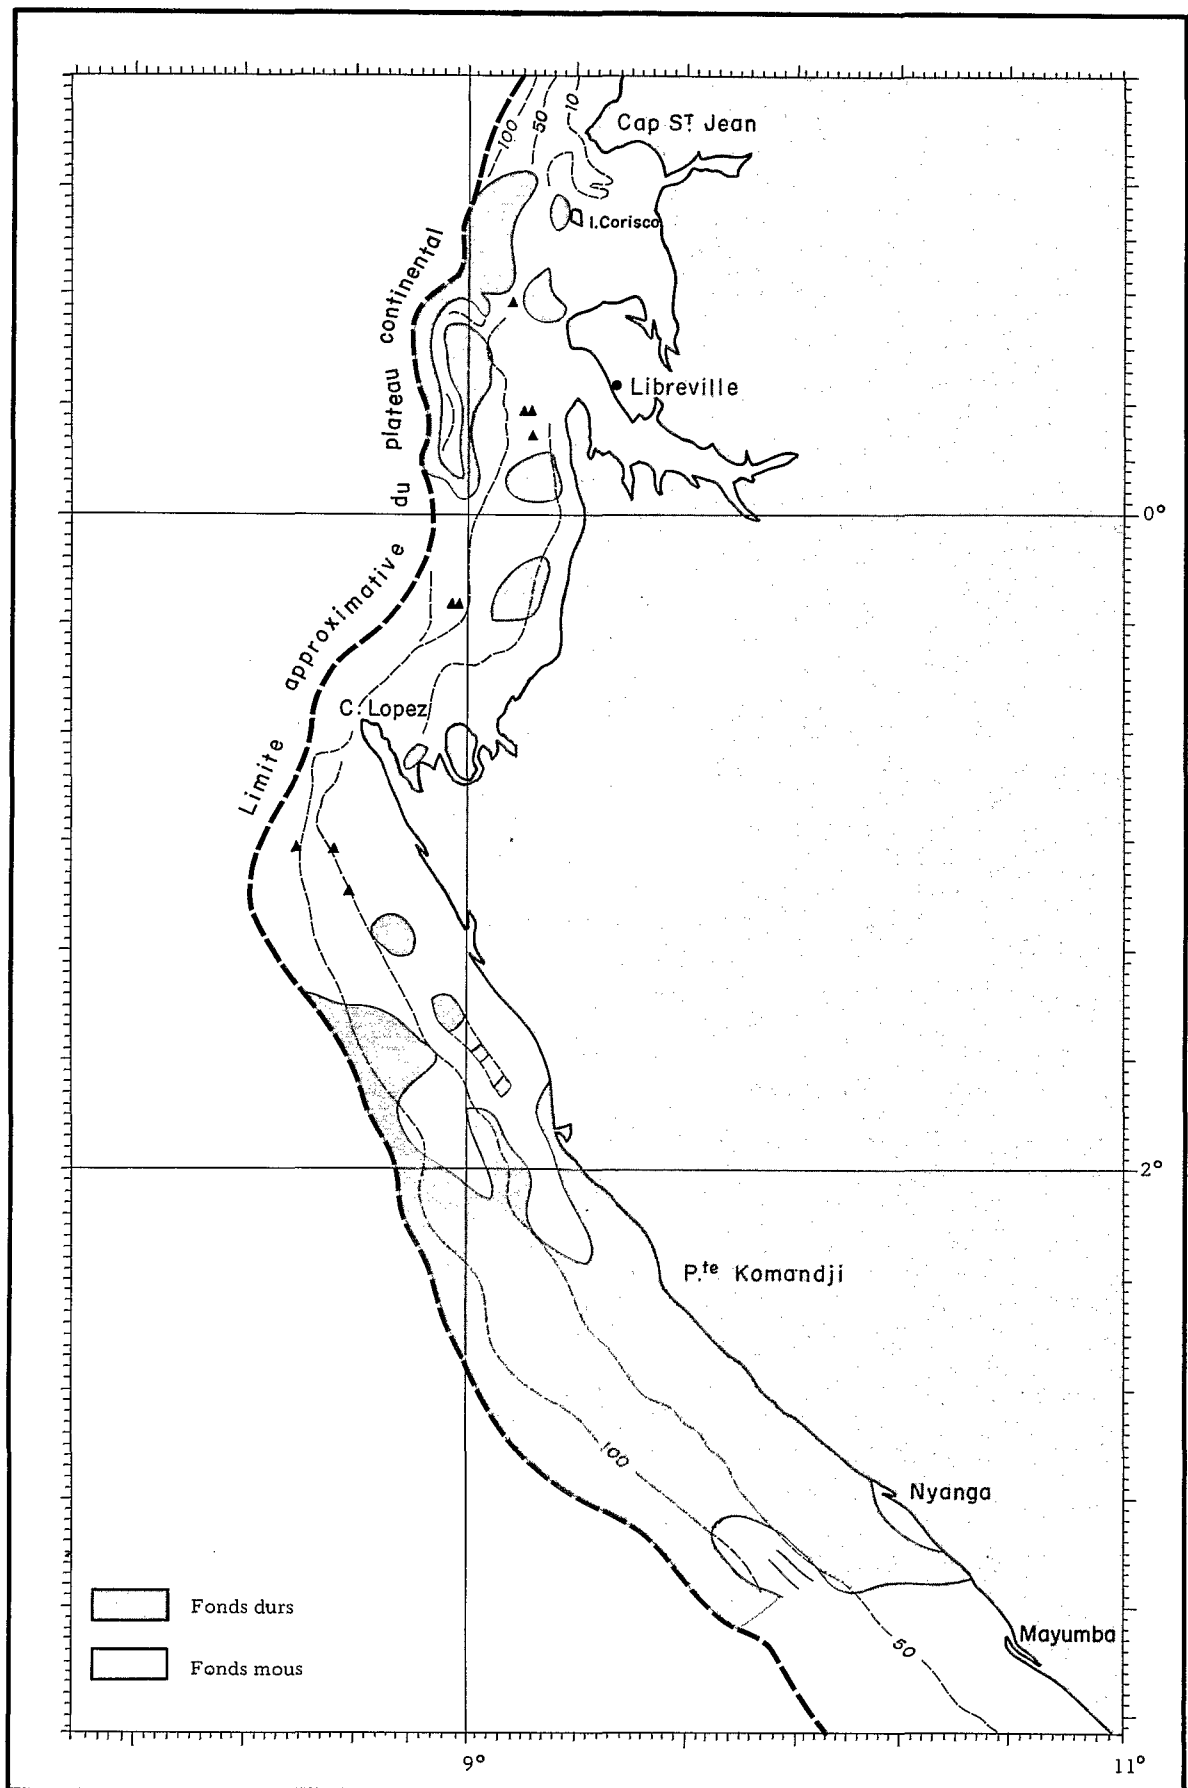 100
50
10
Cap Sᵗ Jean
I. Corisco
Limite approximative du plateau continental
Libreville
0°
C. Lopez
2°
P.ᵗᵉ Komandji
100
Nyanga
50
Mayumba
Fonds durs
Fonds mous
9°
11°